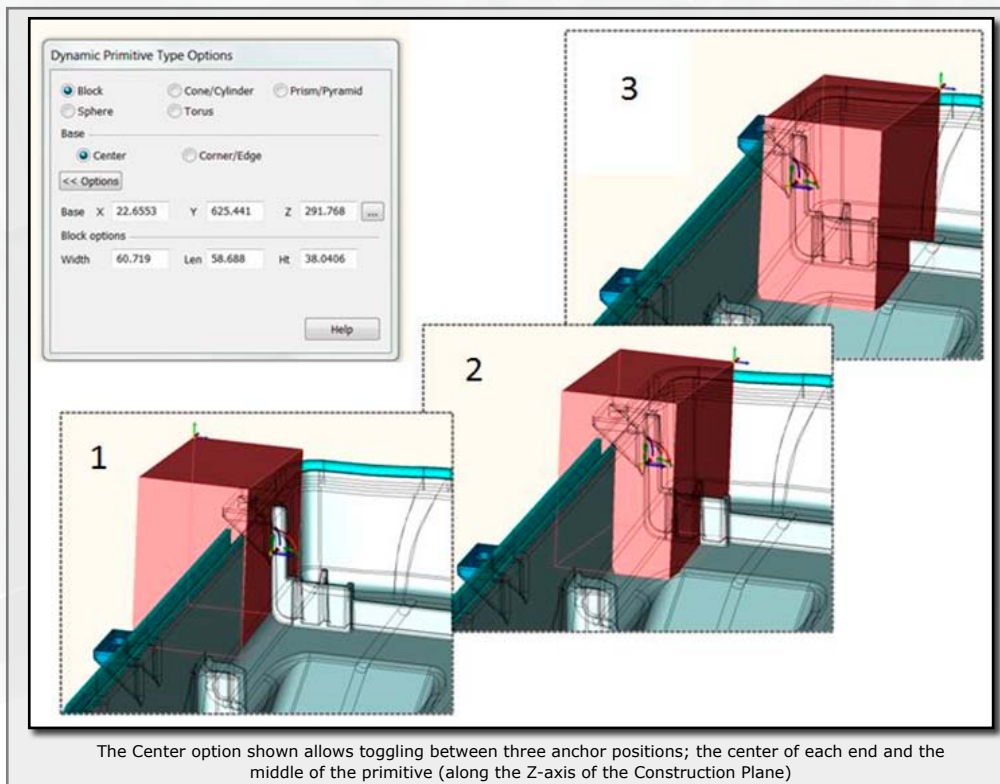 Dynamic Primitive Type Options
Block Cone/Cylinder Prism/Pyramid
Sphere Torus
Base
Center Corner/Edge
<< Options
Base X 22.6553 Y 625.441 Z 291.768 ...
Block options
Width 60.719 Len 58.688 Ht 38.0406
Help
1
2
3
The Center option shown allows toggling between three anchor positions; the center of each end and the
middle of the primitive (along the Z-axis of the Construction Plane)